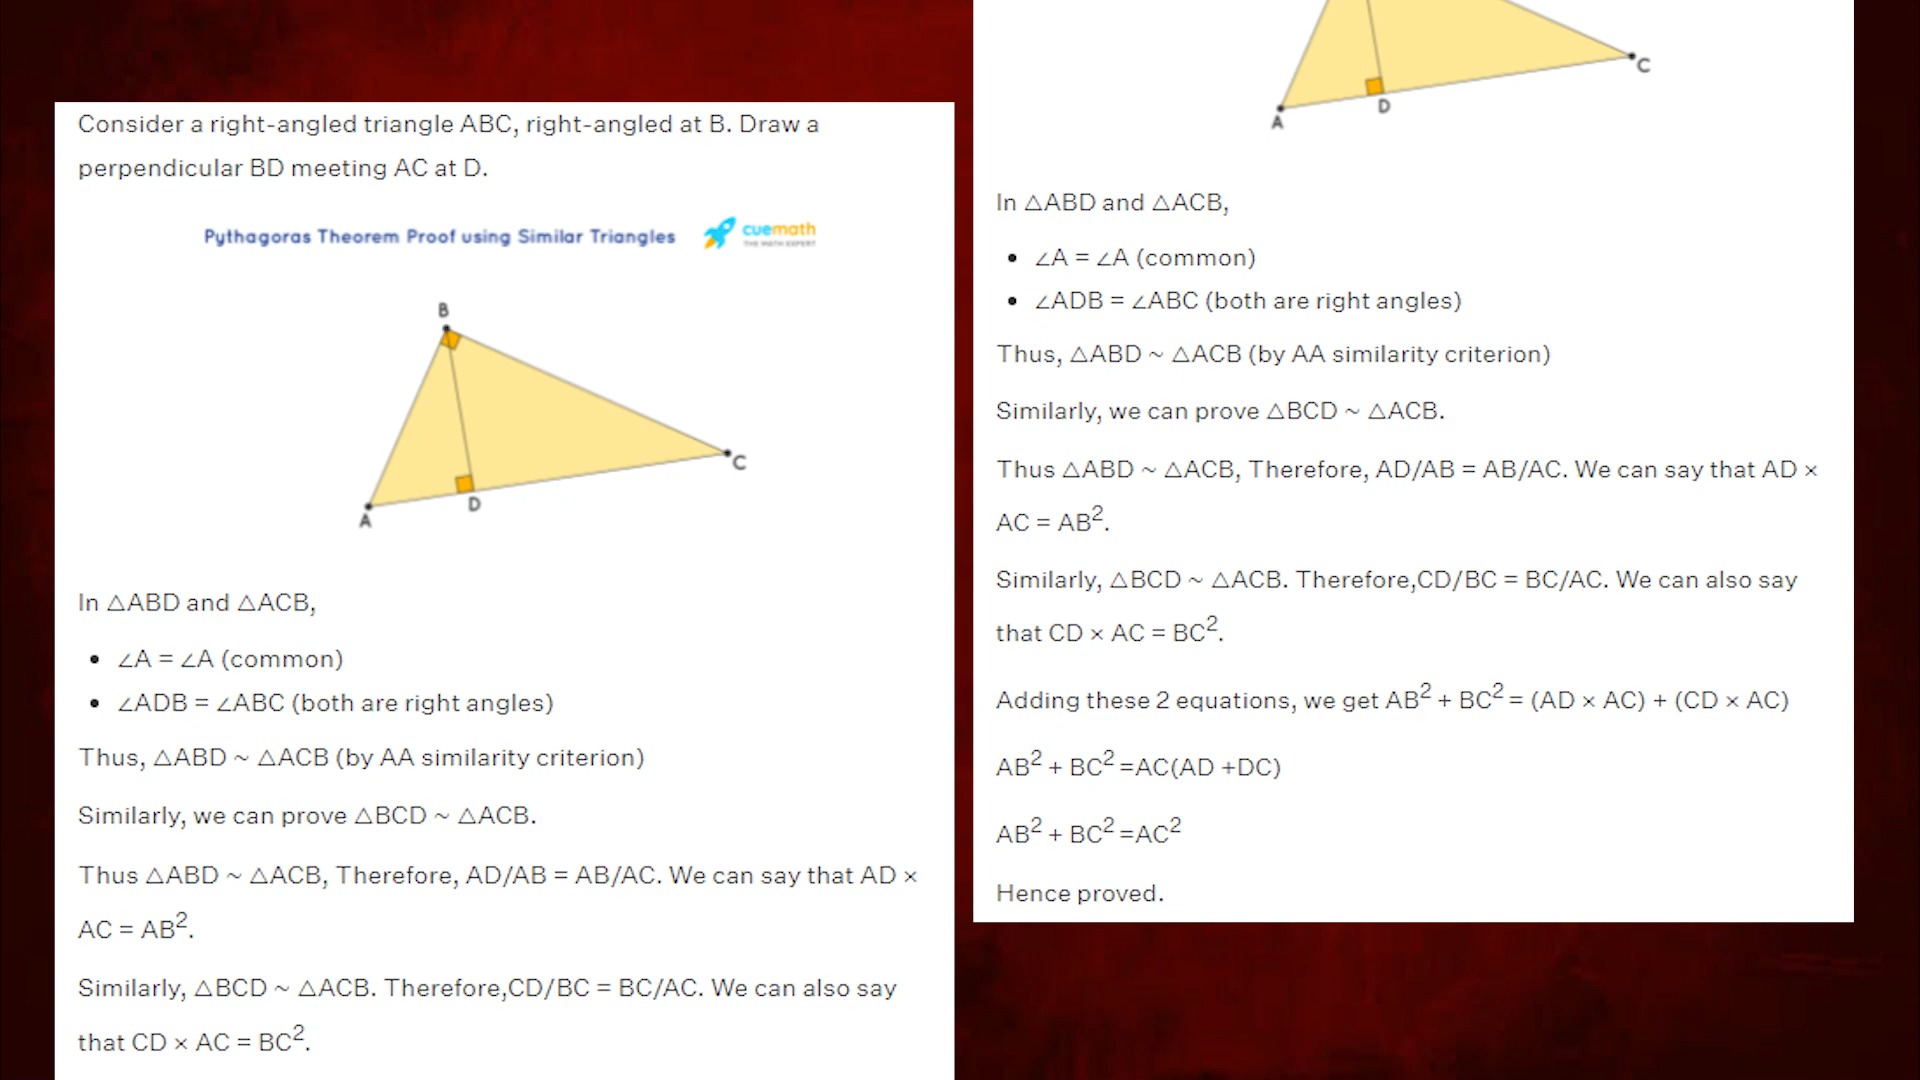 Consider a right-angled triangle ABC, right-angled at B. Draw a
perpendicular BD meeting AC at D.
Pythagoras Theorem Proof using Similar Triangles
cuemath
THE MATH EXPERT
B
C
D
A
In △ABD and △ACB,
• ∠A = ∠A (common)
• ∠ADB = ∠ABC (both are right angles)
Thus, △ABD ~ △ACB (by AA similarity criterion)
Similarly, we can prove △BCD ~ △ACB.
Thus △ABD ~ △ACB, Therefore, AD/AB = AB/AC. We can say that AD ×
AC = AB².
Similarly, △BCD ~ △ACB. Therefore,CD/BC = BC/AC. We can also say
that CD × AC = BC².
C
D
A
In △ABD and △ACB,
• ∠A = ∠A (common)
• ∠ADB = ∠ABC (both are right angles)
Thus, △ABD ~ △ACB (by AA similarity criterion)
Similarly, we can prove △BCD ~ △ACB.
Thus △ABD ~ △ACB, Therefore, AD/AB = AB/AC. We can say that AD ×
AC = AB².
Similarly, △BCD ~ △ACB. Therefore,CD/BC = BC/AC. We can also say
that CD × AC = BC².
Adding these 2 equations, we get AB² + BC² = (AD × AC) + (CD × AC)
AB² + BC² =AC(AD +DC)
AB² + BC² =AC²
Hence proved.